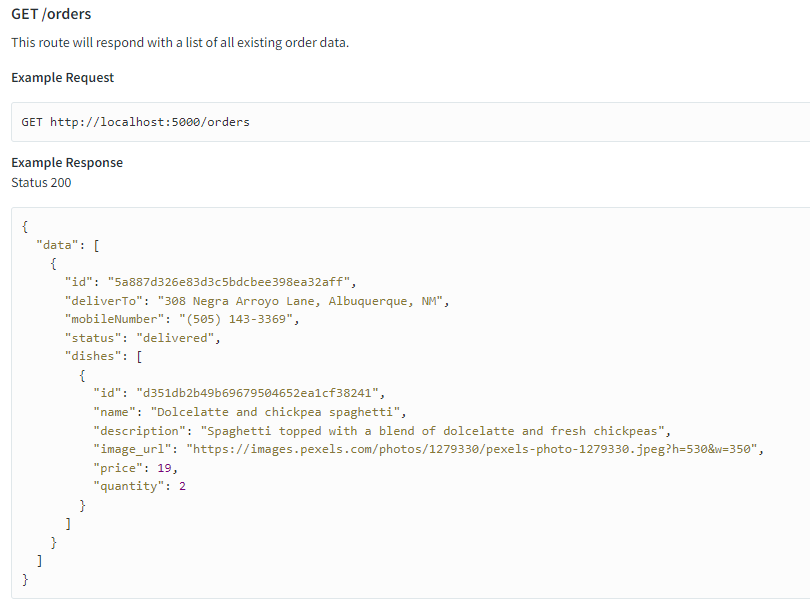 GET /orders
This route will respond with a list of all existing order data.
Example Request
GET http://localhost:5000/orders
Example Response
Status 200
{
  "data": [
    {
      "id": "5a887d326e83d3c5bdcbee398ea32aff",
      "deliverTo": "308 Negra Arroyo Lane, Albuquerque, NM",
      "mobileNumber": "(505) 143-3369",
      "status": "delivered",
      "dishes": [
        {
          "id": "d351db2b49b69679504652ea1cf38241",
          "name": "Dolcelatte and chickpea spaghetti",
          "description": "Spaghetti topped with a blend of dolcelatte and fresh chickpeas",
          "image_url": "https://images.pexels.com/photos/1279330/pexels-photo-1279330.jpeg?h=530&w=350",
          "price": 19,
          "quantity": 2
        }
      ]
    }
  ]
}